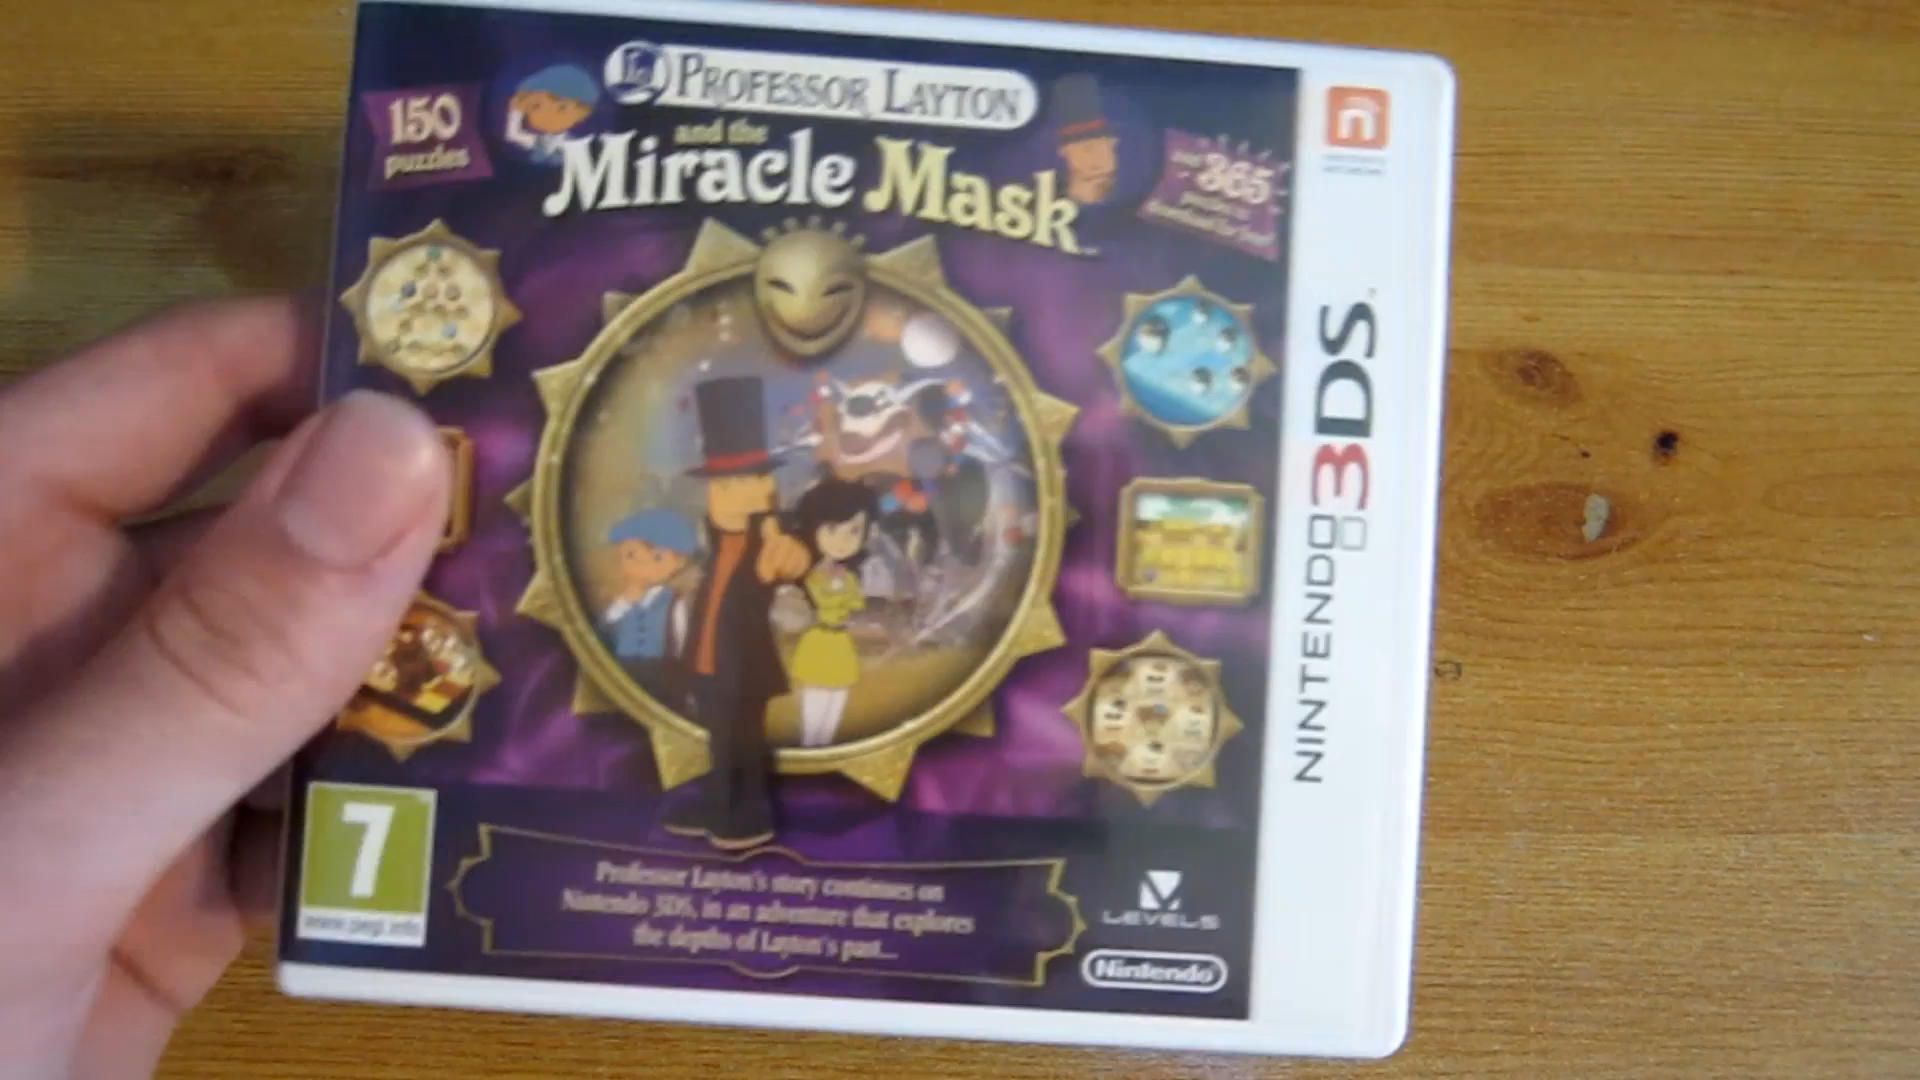 PROFESSOR LAYTON
and the
Miracle Mask
150
puzzles
365
NINTENDO 3DS
7
www.pegi.info
Professor Layton's story continues on
Nintendo 3DS, in an adventure that explores
the depths of Layton's past...
LEVEL5
Nintendo